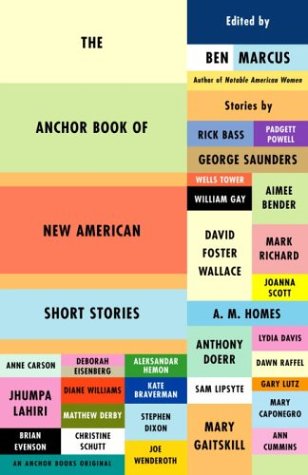 THE
ANCHOR BOOK OF
NEW AMERICAN
SHORT STORIES
Edited by
BEN MARCUS
Author of Notable American Women
Stories by
RICK BASS
PADGETT
POWELL
GEORGE SAUNDERS
WELLS TOWER
WILLIAM GAY
AIMEE
BENDER
DAVID
FOSTER
WALLACE
MARK
RICHARD
JOANNA
SCOTT
A. M. HOMES
ANTHONY
DOERR
LYDIA DAVIS
DAWN RAFFEL
ANNE CARSON
DEBORAH
EISENBERG
ALEKSANDAR
HEMON
JHUMPA
LAHIRI
DIANE WILLIAMS
KATE
BRAVERMAN
SAM LIPSYTE
GARY LUTZ
MARY
CAPONEGRO
MATTHEW DERBY
STEPHEN
DIXON
MARY
GAITSKILL
BRIAN
EVENSON
CHRISTINE
SCHUTT
JOE
WENDEROTH
ANN
CUMMINS
AN ANCHOR BOOKS ORIGINAL